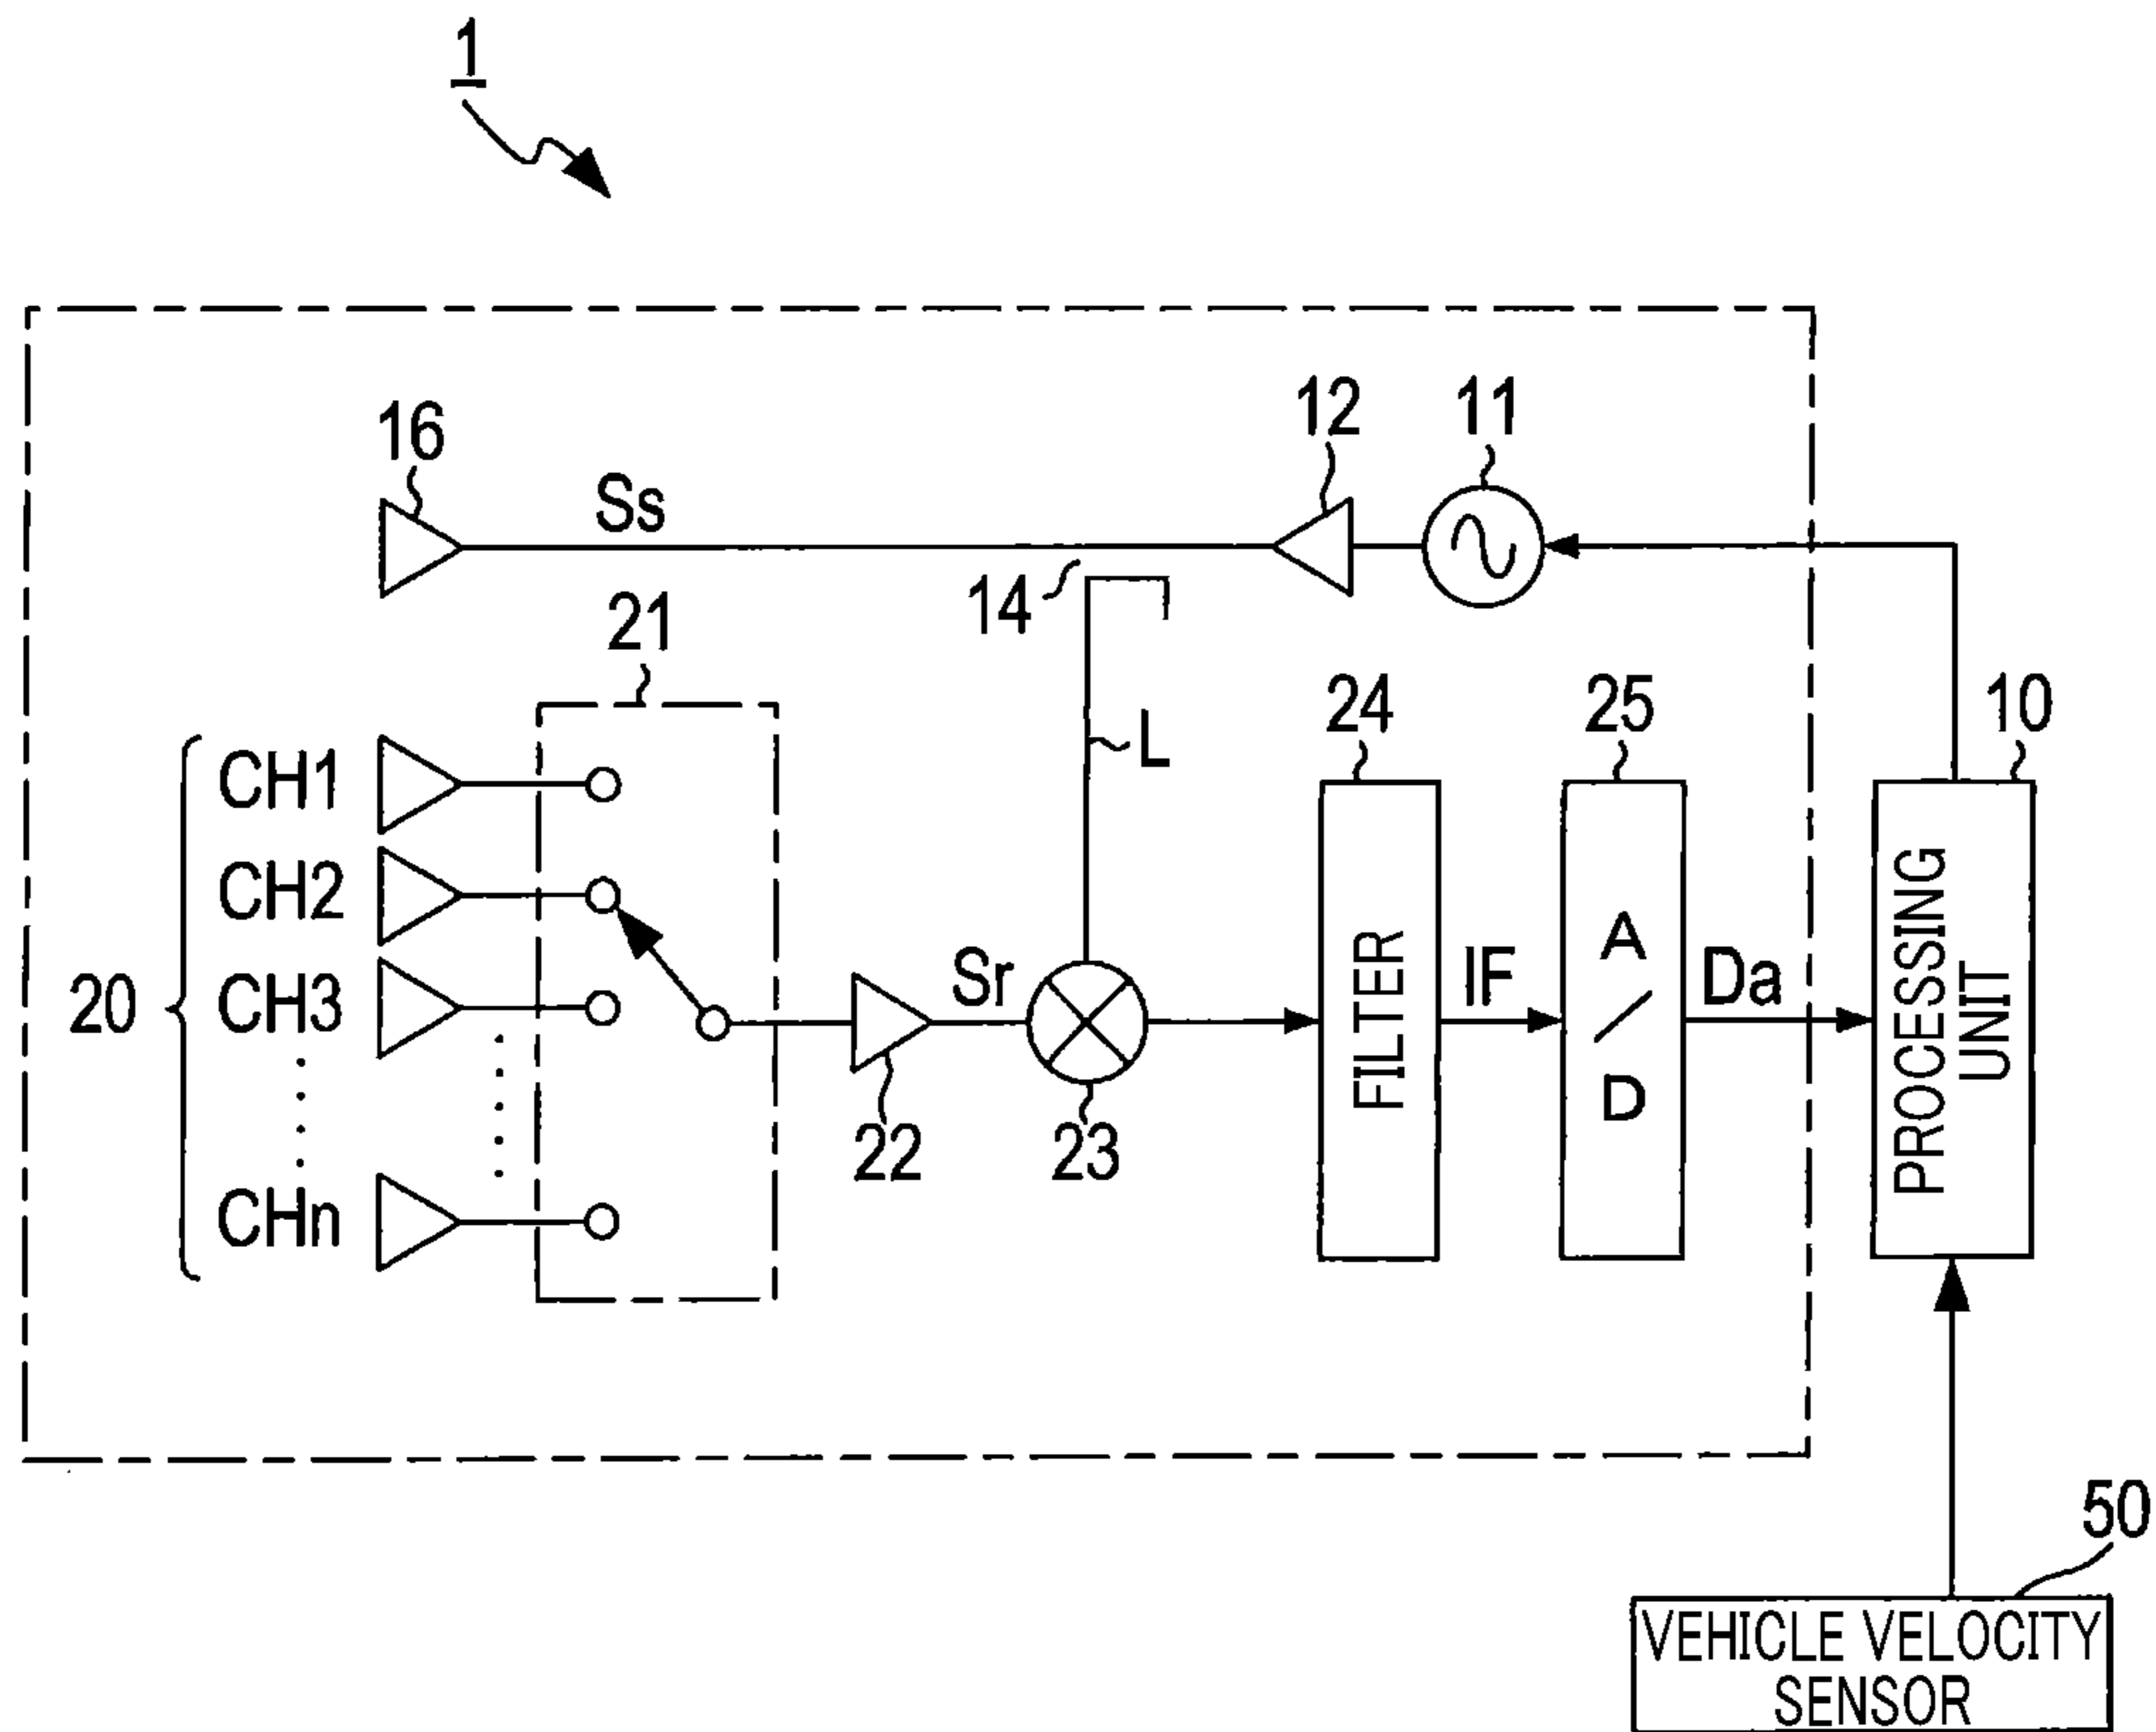 1
16
Ss
12
11
14
21
L
24
25
10
CH1
CH2
CH3
CHn
20
22
Sr
23
FILTER
IF
A
/
D
Da
PROCESSING
UNIT
50
VEHICLE VELOCITY
SENSOR